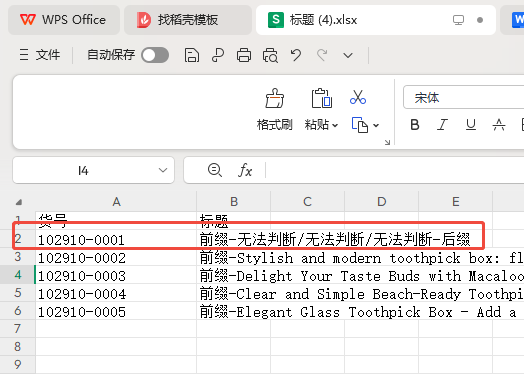 WPS Office
找稻壳模板
S 标题 (4).xlsx
文件
自动保存
格式刷
粘贴
宋体
B I U A
I4
fx
A B C D E
1 货号 标题
2 102910-0001 前缀-无法判断/无法判断/无法判断-后缀
3 102910-0002 前缀-Stylish and modern toothpick box: fl
4 102910-0003 前缀-Delight Your Taste Buds with Macaloo
5 102910-0004 前缀-Clear and Simple Beach-Ready Toothpi
6 102910-0005 前缀-Elegant Glass Toothpick Box - Add a
7
8
9